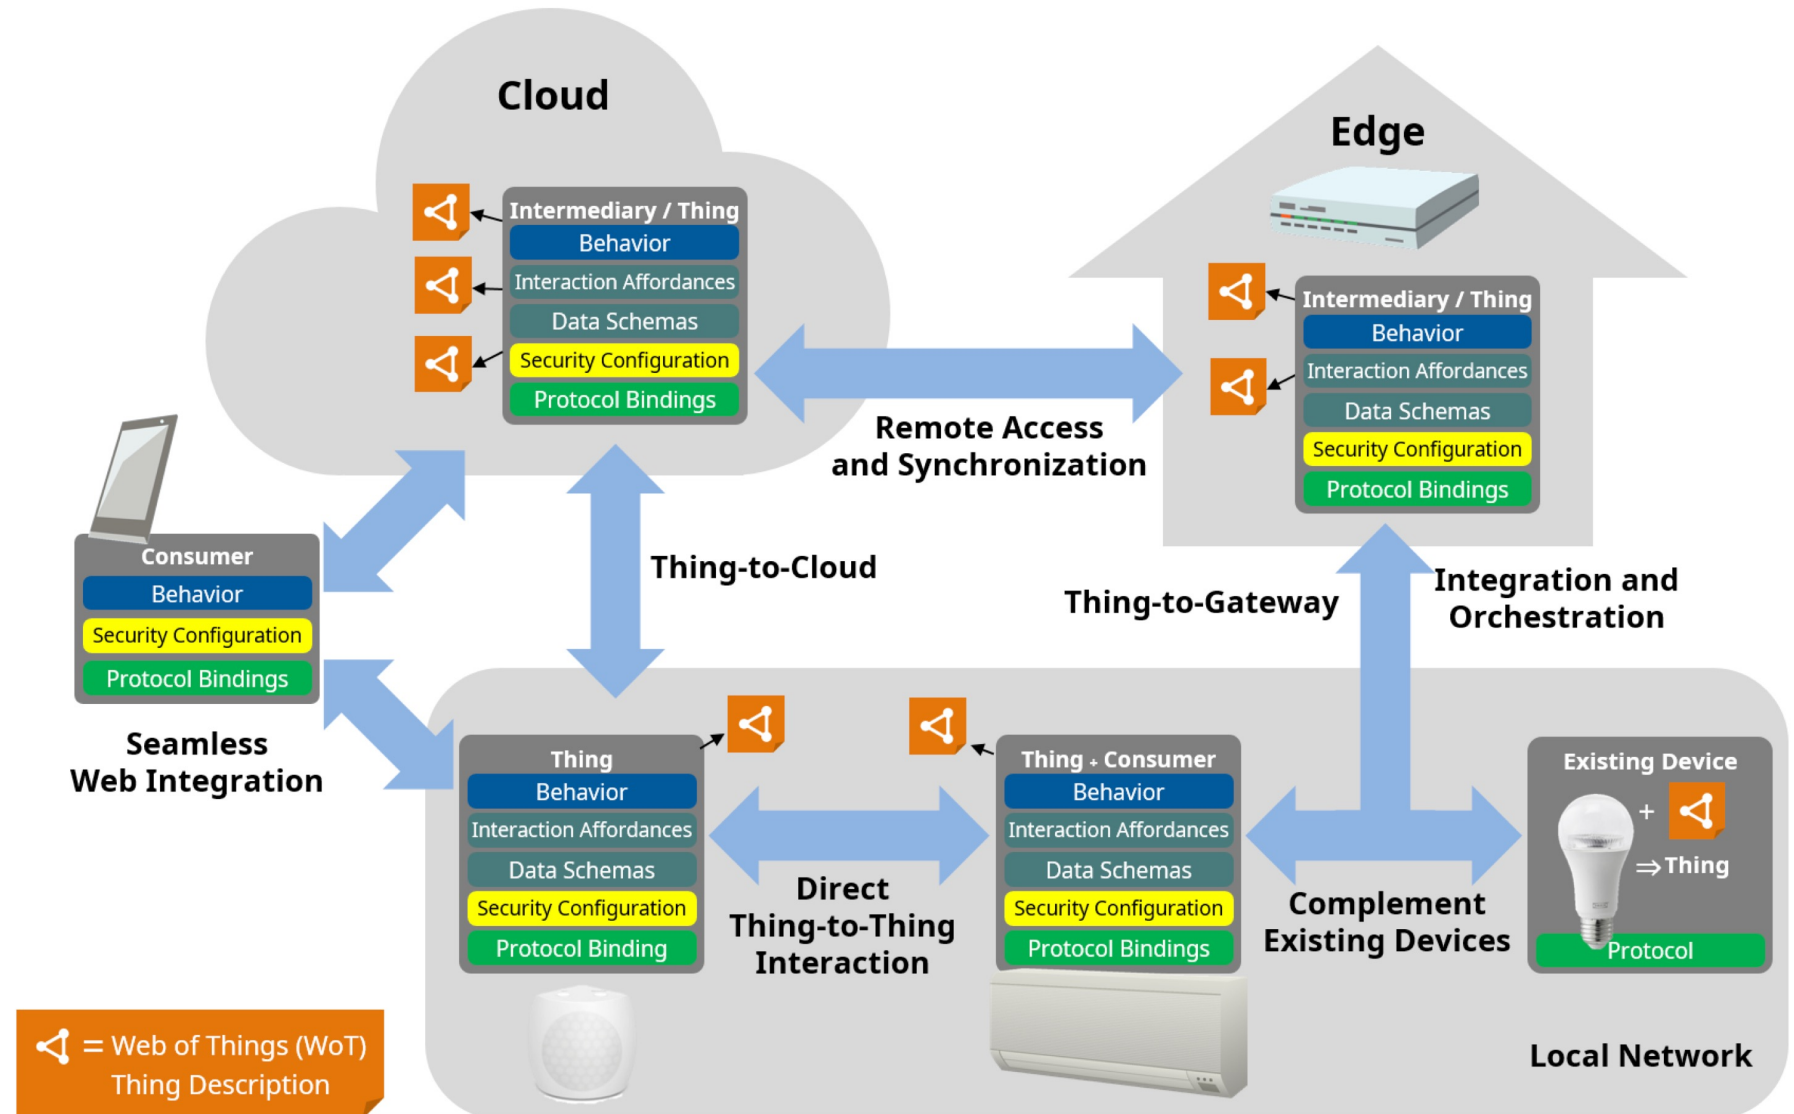 Cloud
Intermediary / Thing
Behavior
Interaction Affordances
Data Schemas
Security Configuration
Protocol Bindings
Edge
Intermediary / Thing
Behavior
Interaction Affordances
Data Schemas
Security Configuration
Protocol Bindings
Remote Access
and Synchronization
Consumer
Behavior
Security Configuration
Protocol Bindings
Seamless
Web Integration
Thing-to-Cloud
Thing-to-Gateway
Integration and
Orchestration
Thing
Behavior
Interaction Affordances
Data Schemas
Security Configuration
Protocol Binding
Direct
Thing-to-Thing
Interaction
Thing + Consumer
Behavior
Interaction Affordances
Data Schemas
Security Configuration
Protocol Bindings
Complement
Existing Devices
Existing Device
+
⇒ Thing
Protocol
Local Network
= Web of Things (WoT)
Thing Description